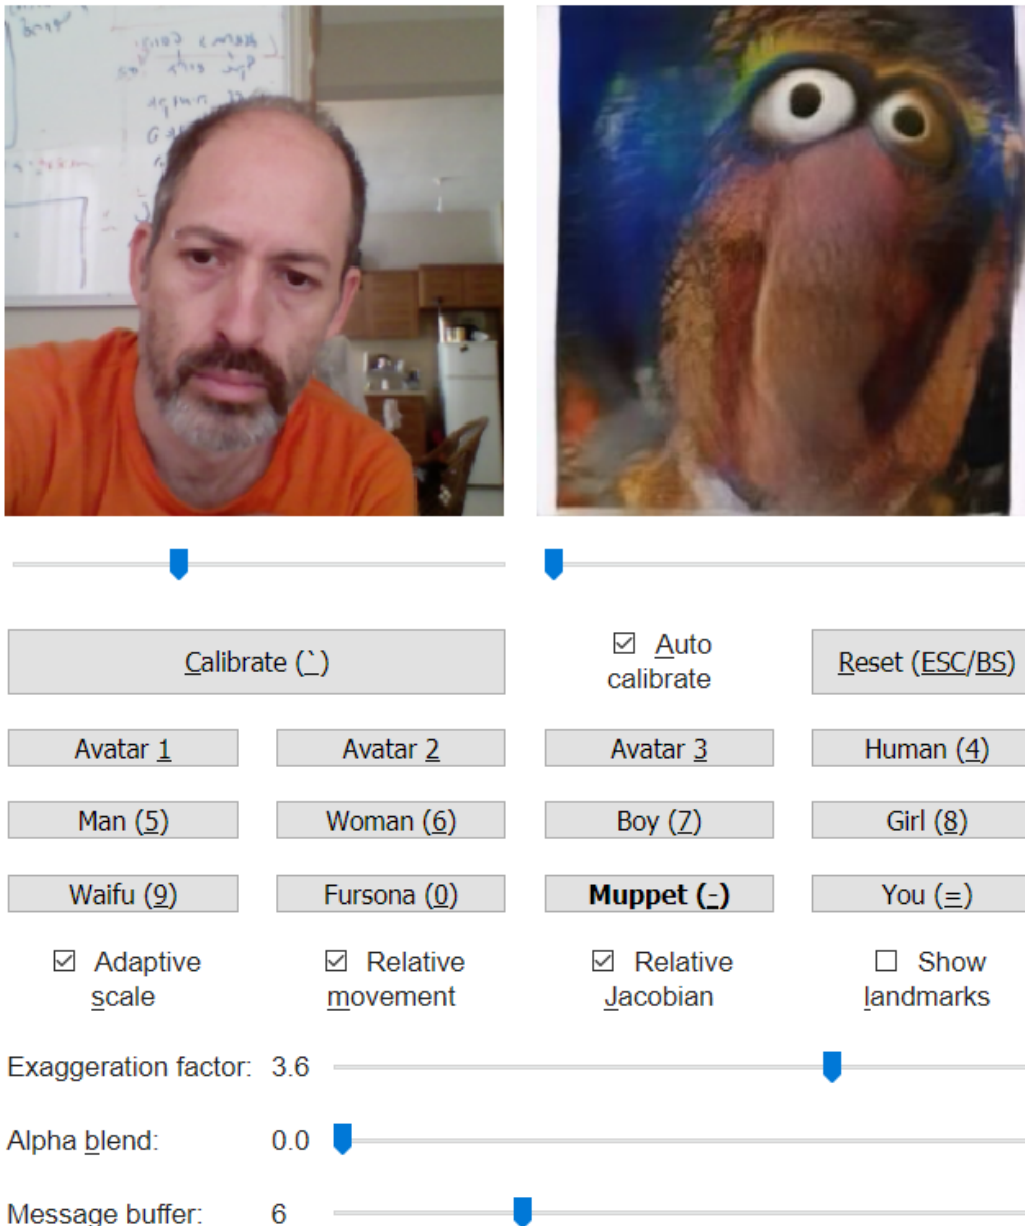 Calibrate (`)
Auto
calibrate
Reset (ESC/BS)
Avatar 1
Avatar 2
Avatar 3
Human (4)
Man (5)
Woman (6)
Boy (7)
Girl (8)
Waifu (9)
Fursona (0)
Muppet (-)
You (=)
Adaptive
scale
Relative
movement
Relative
Jacobian
Show
landmarks
Exaggeration factor: 3.6
Alpha blend: 0.0
Message buffer: 6